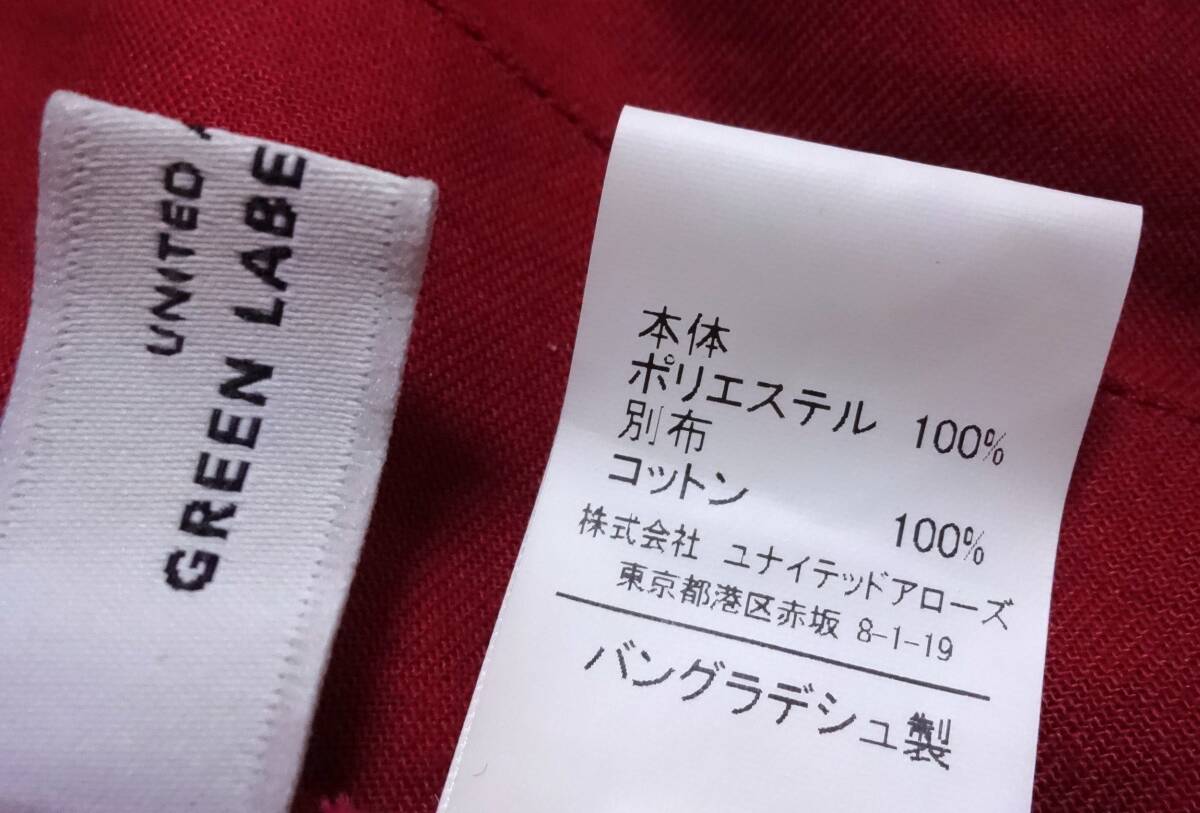 UNITED
GREEN LABE
本体
ポリエステル 100%
別布
コットン 100%
株式会社 ユナイテッドアローズ
東京都港区赤坂 8-1-19
バングラデシュ製